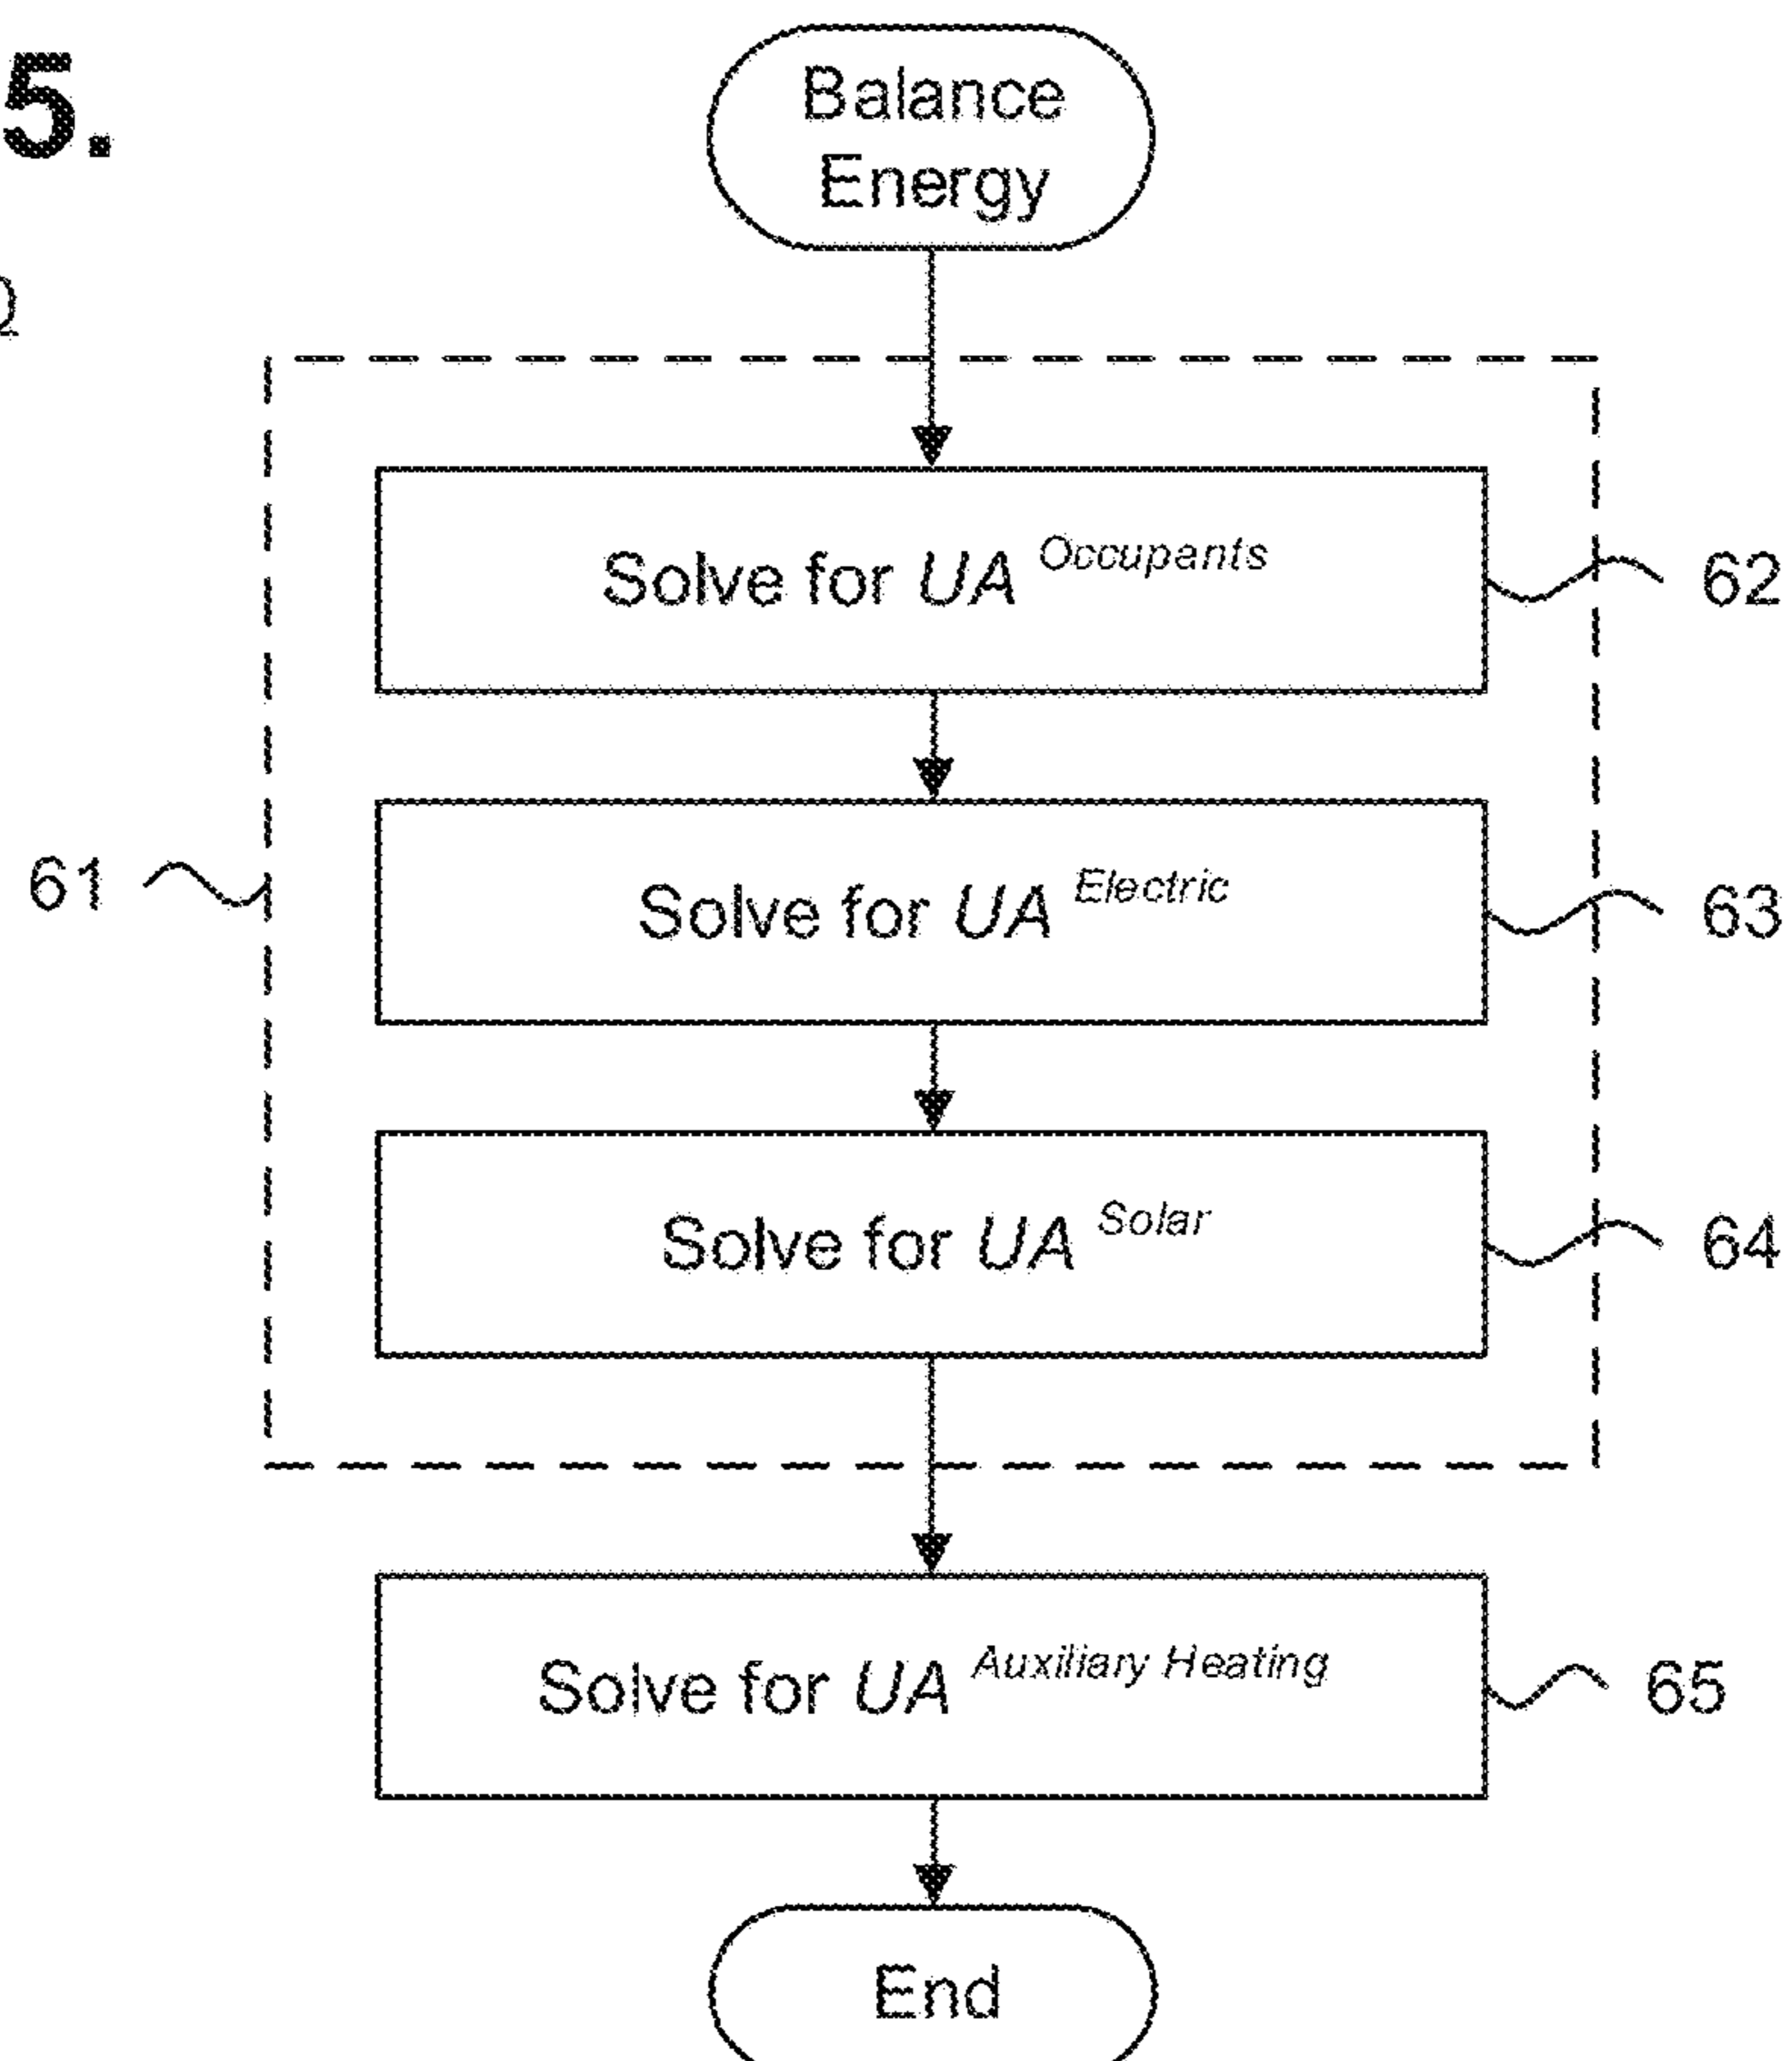 5.
Balance
Energy
Solve for UA Occupants
62
Solve for UA Electric
61
63
Solve for UA Solar
64
Solve for UA Auxiliary Heating
65
End